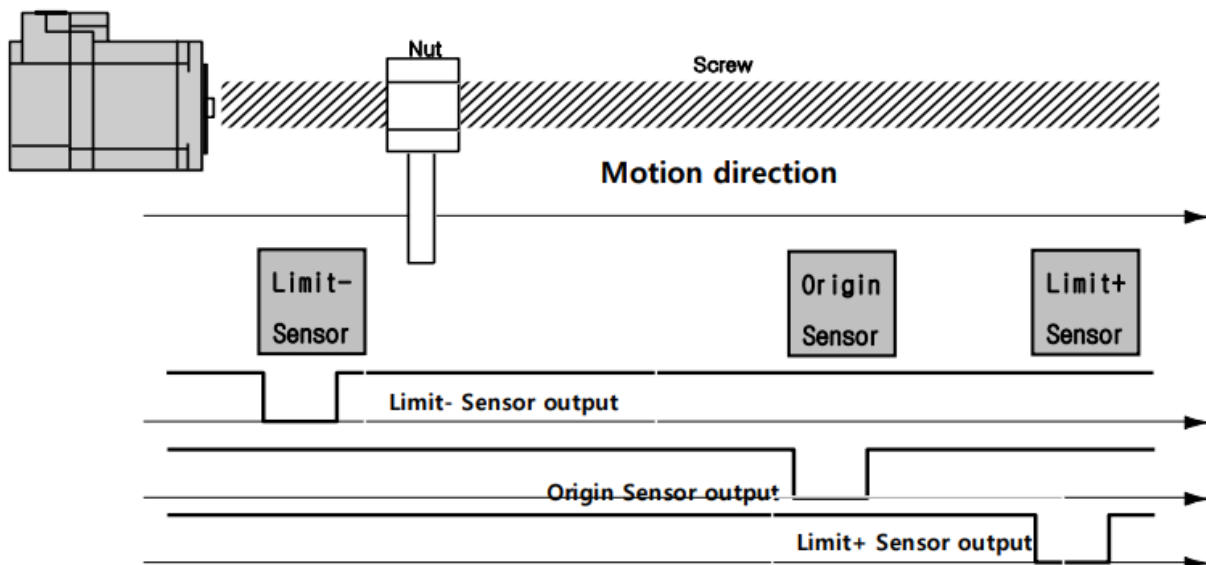 Nut
Screw
Motion direction
Limit-
Sensor
Origin
Sensor
Limit+
Sensor
Limit- Sensor output
Origin Sensor output
Limit+ Sensor output